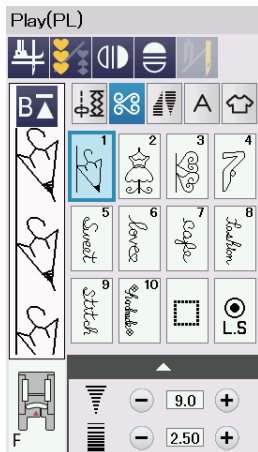 Play(PL)
B
A
1 2 3 4
5 6 7 8
Sweet Love Cafe Fashion
9 10
Stitch Handmade
L.S
9.0
F
2.50